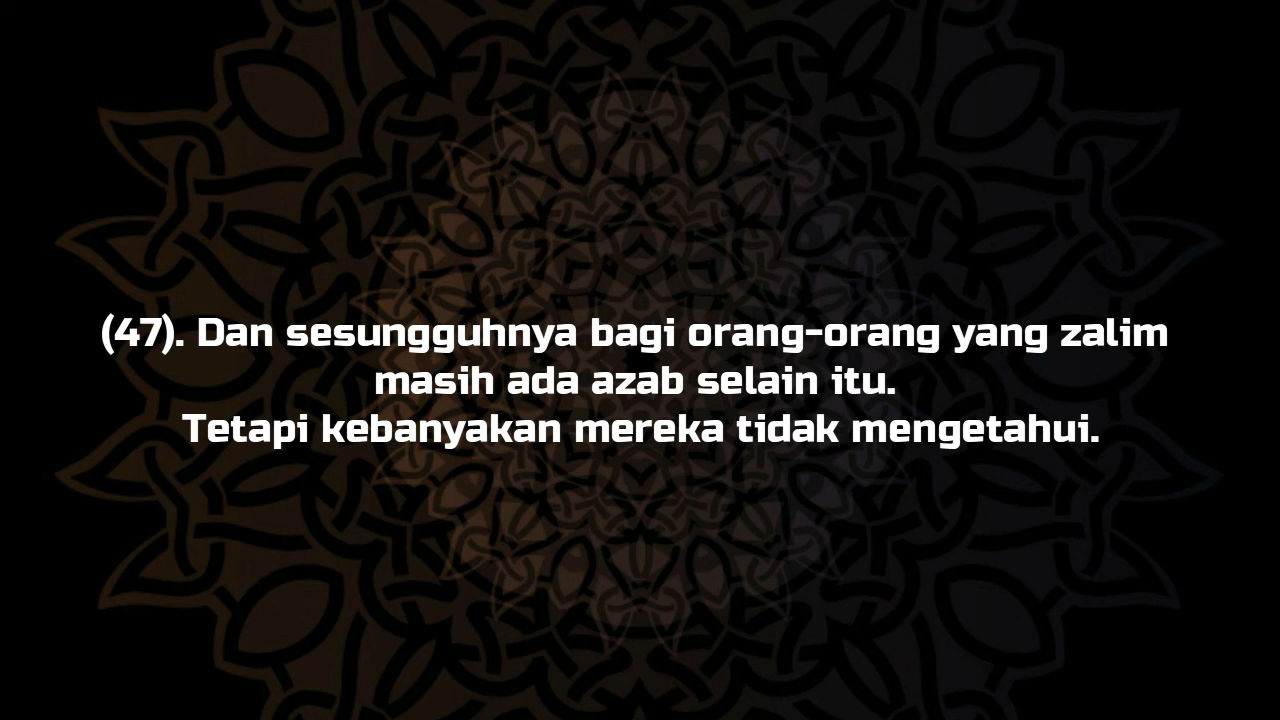 (47). Dan sesungguhnya bagi orang-orang yang zalim
masih ada azab selain itu.
Tetapi kebanyakan mereka tidak mengetahui.